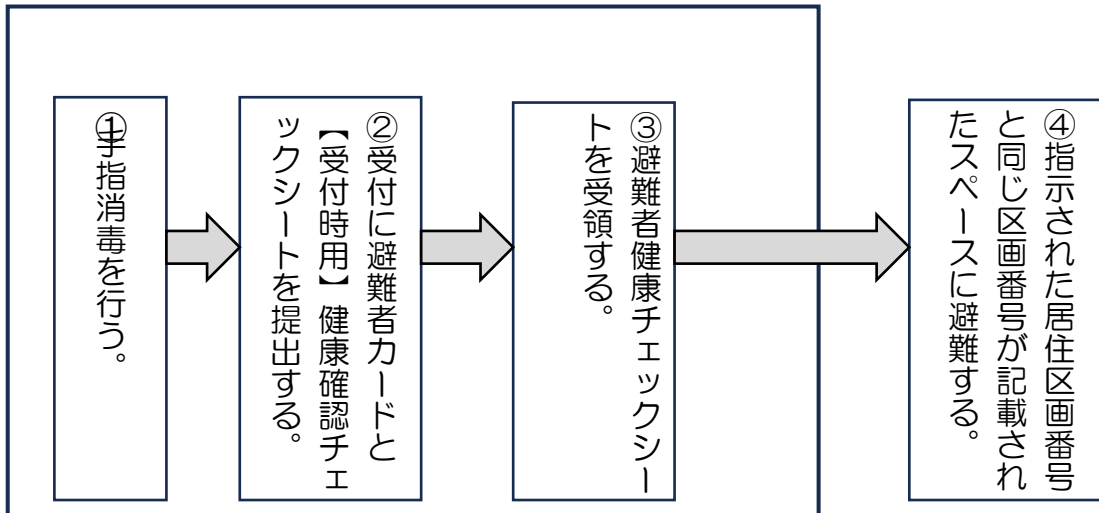 ①手指消毒を行う。
②受付に避難者カードと
【受付時用】健康確認チェ
ックシートを提出する。
③避難者健康チェックシー
トを受領する。
④指示された居住区画番号
と同じ区画番号が記載され
たスペースに避難する。